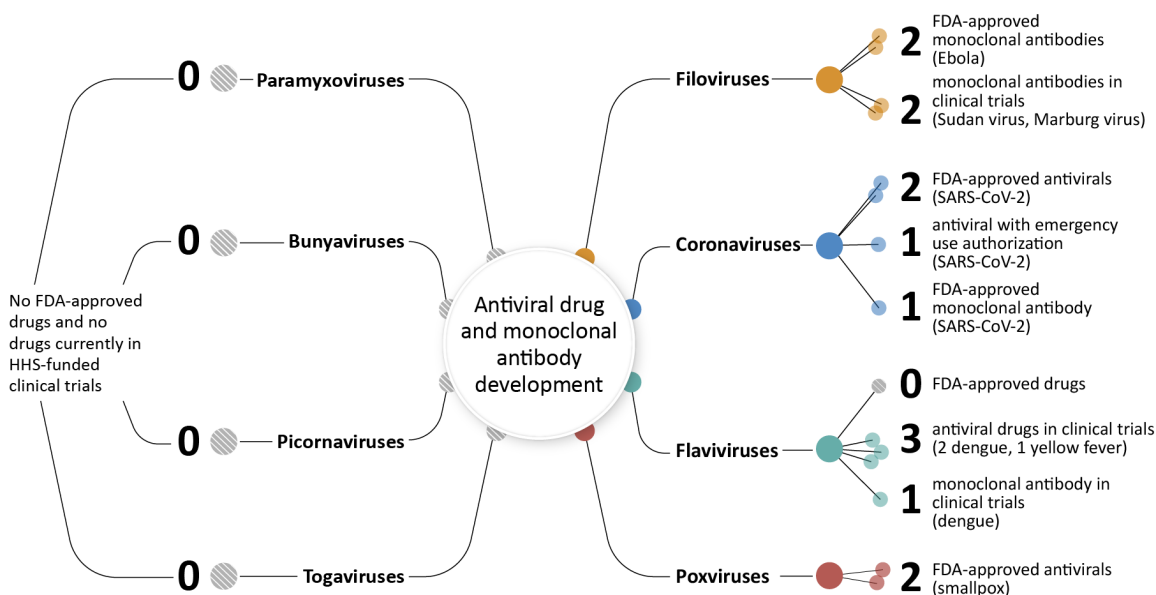 Antiviral drug
and monoclonal
antibody
development
No FDA-approved
drugs and no
drugs currently in
HHS-funded
clinical trials
0 Paramyxoviruses
0 Bunyaviruses
0 Picornaviruses
0 Togaviruses
Filoviruses
2
FDA-approved
monoclonal antibodies
(Ebola)
2
monoclonal antibodies in
clinical trials
(Sudan virus, Marburg virus)
Coronaviruses
2
FDA-approved antivirals
(SARS-CoV-2)
1
antiviral with emergency
use authorization
(SARS-CoV-2)
1
FDA-approved
monoclonal antibody
(SARS-CoV-2)
Flaviviruses
0
FDA-approved drugs
3
antiviral drugs in clinical trials
(2 dengue, 1 yellow fever)
1
monoclonal antibody in
clinical trials
(dengue)
Poxviruses
2
FDA-approved antivirals
(smallpox)